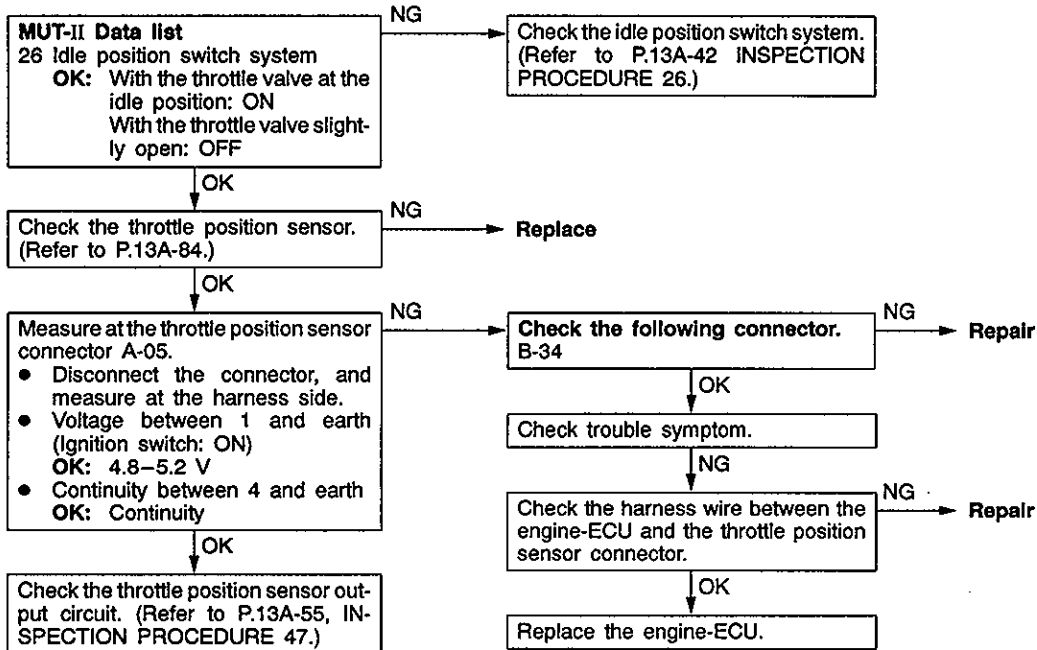 MUT-II Data list
26 Idle position switch system
OK: With the throttle valve at the
idle position: ON
With the throttle valve slight-
ly open: OFF
NG
Check the idle position switch system.
(Refer to P.13A-42 INSPECTION
PROCEDURE 26.)
OK
Check the throttle position sensor.
(Refer to P.13A-84.)
NG
Replace
OK
Measure at the throttle position sensor
connector A-05.
● Disconnect the connector, and
measure at the harness side.
● Voltage between 1 and earth
(Ignition switch: ON)
OK: 4.8–5.2 V
● Continuity between 4 and earth
OK: Continuity
NG
Check the following connector.
B-34
NG
Repair
OK
Check trouble symptom.
NG
Check the harness wire between the
engine-ECU and the throttle position
sensor connector.
NG
Repair
OK
Replace the engine-ECU.
OK
Check the throttle position sensor out-
put circuit. (Refer to P.13A-55, IN-
SPECTION PROCEDURE 47.)